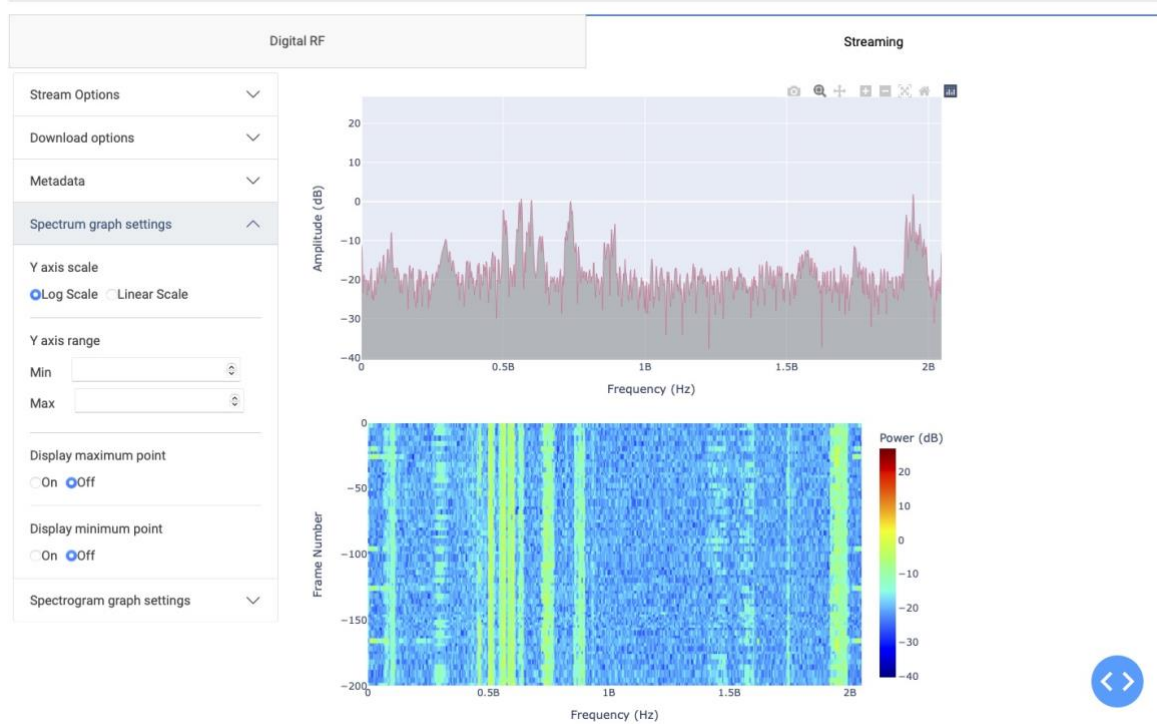 Digital RF
Streaming
Stream Options
Download options
Metadata
Spectrum graph settings
Y axis scale
Log Scale Linear Scale
Y axis range
Min
Max
Display maximum point
On Off
Display minimum point
On Off
Spectrogram graph settings
Amplitude (dB)
20
10
0
−10
−20
−30
−40
0 0.5B 1B 1.5B 2B
Frequency (Hz)
Frame Number
0
−50
−100
−150
−200
0 0.5B 1B 1.5B 2B
Frequency (Hz)
Power (dB)
20
10
0
−10
−20
−30
−40